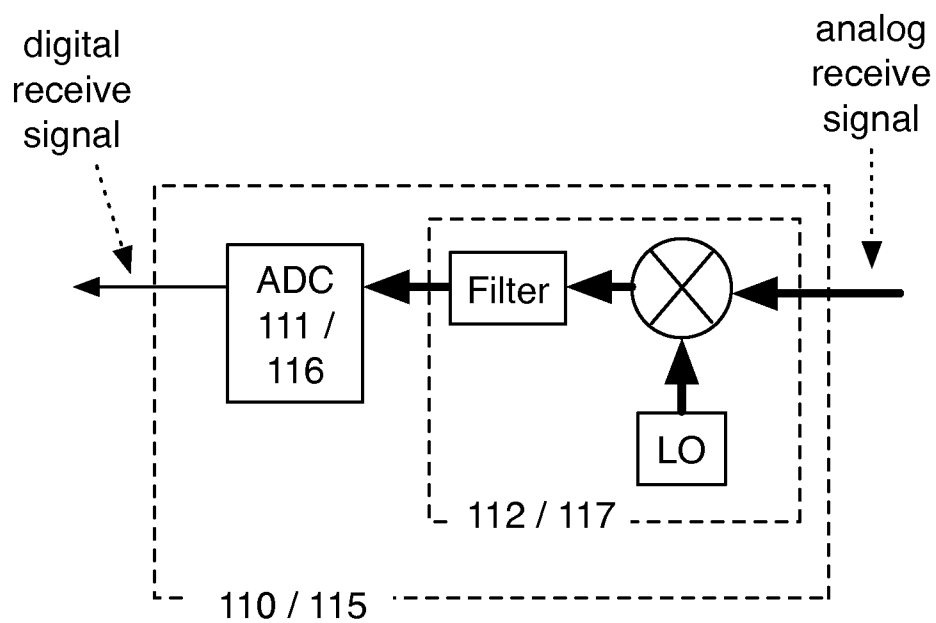 digital
receive
signal
analog
receive
signal
ADC
111 /
116
Filter
LO
112 / 117
110 / 115